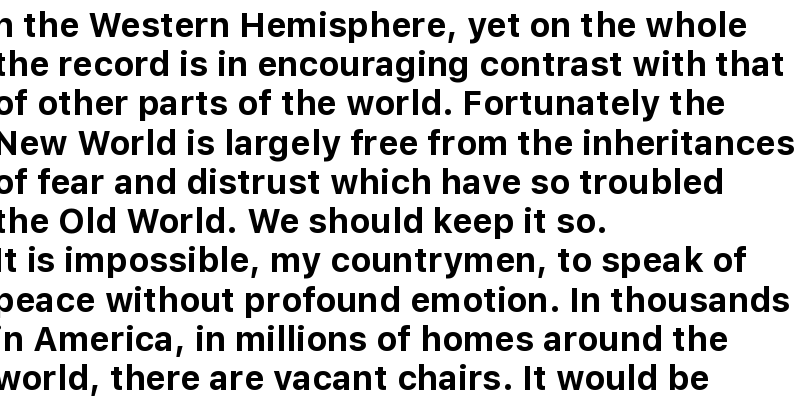 n the Western Hemisphere, yet on the whole
the record is in encouraging contrast with that
of other parts of the world. Fortunately the
New World is largely free from the inheritances
of fear and distrust which have so troubled
the Old World. We should keep it so.
It is impossible, my countrymen, to speak of
peace without profound emotion. In thousands
in America, in millions of homes around the
world, there are vacant chairs. It would be